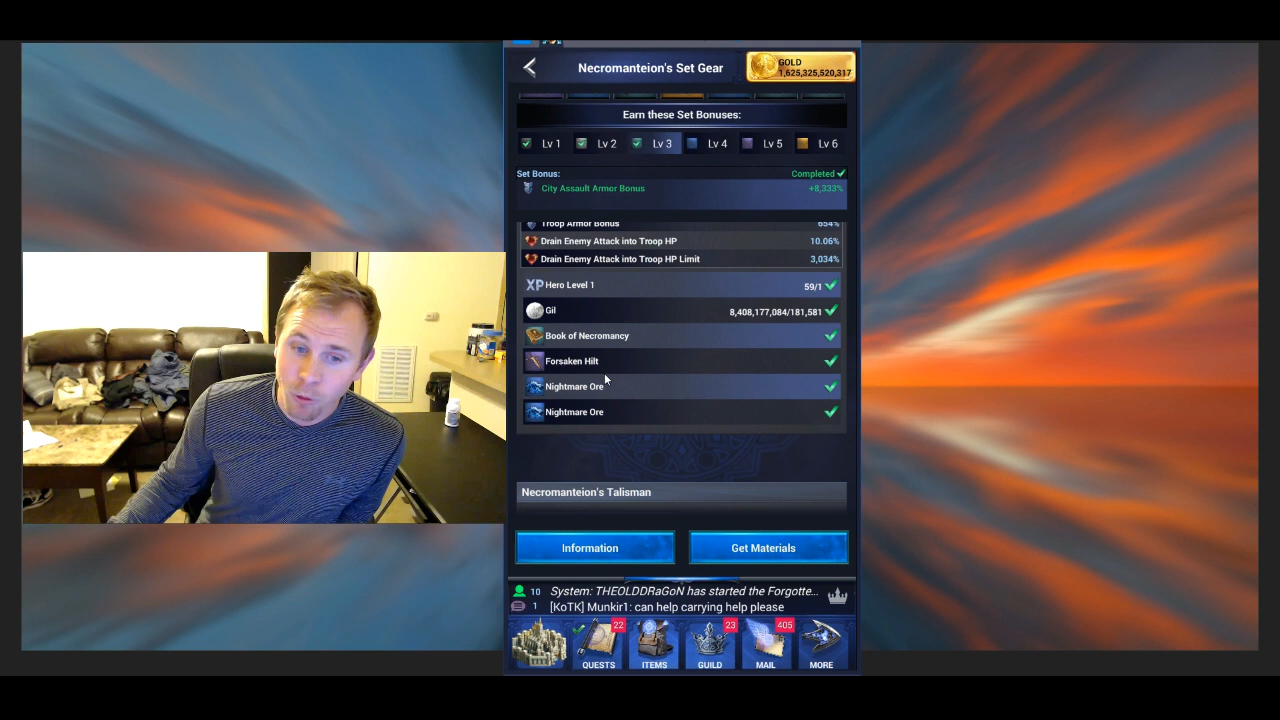 Necromanteion's Set Gear
GOLD
1,625,325,520,317
Earn these Set Bonuses:
Lv 1 Lv 2 Lv 3 Lv 4 Lv 5 Lv 6
Set Bonus: Completed
City Assault Armor Bonus +8,333%
Troop Armor Bonus 654%
Drain Enemy Attack into Troop HP 10.06%
Drain Enemy Attack into Troop HP Limit 3,034%
XP Hero Level 1 59/1
Gil 8,408,177,084/181,581
Book of Necromancy
Forsaken Hilt
Nightmare Ore
Nightmare Ore
Necromanteion's Talisman
Information Get Materials
10 System: THEOLDDRaGoN has started the Forgotte...
1 [KoTK] Munkir1: can help carrying help please
22 23 405
QUESTS ITEMS GUILD MAIL MORE